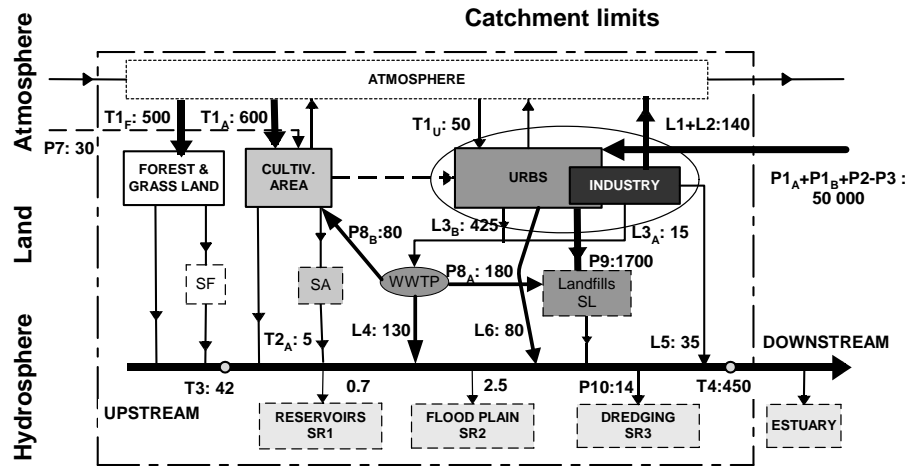 Catchment limits
Atmosphere
ATMOSPHERE
T1F: 500
T1A: 600
T1U: 50
L1+L2:140
P7: 30
FOREST &
GRASS LAND
CULTIV.
AREA
URBS
INDUSTRY
P1A+P1B+P2-P3 :
50 000
Land
P8B:80
L3B: 425
L3A: 15
SF
SA
WWTP
P8A: 180
P9:1700
Landfills
SL
T2A: 5
L4: 130
L6: 80
L5: 35
DOWNSTREAM
Hydrosphere
T3: 42
0.7
2.5
P10:14
T4:450
UPSTREAM
RESERVOIRS
SR1
FLOOD PLAIN
SR2
DREDGING
SR3
ESTUARY